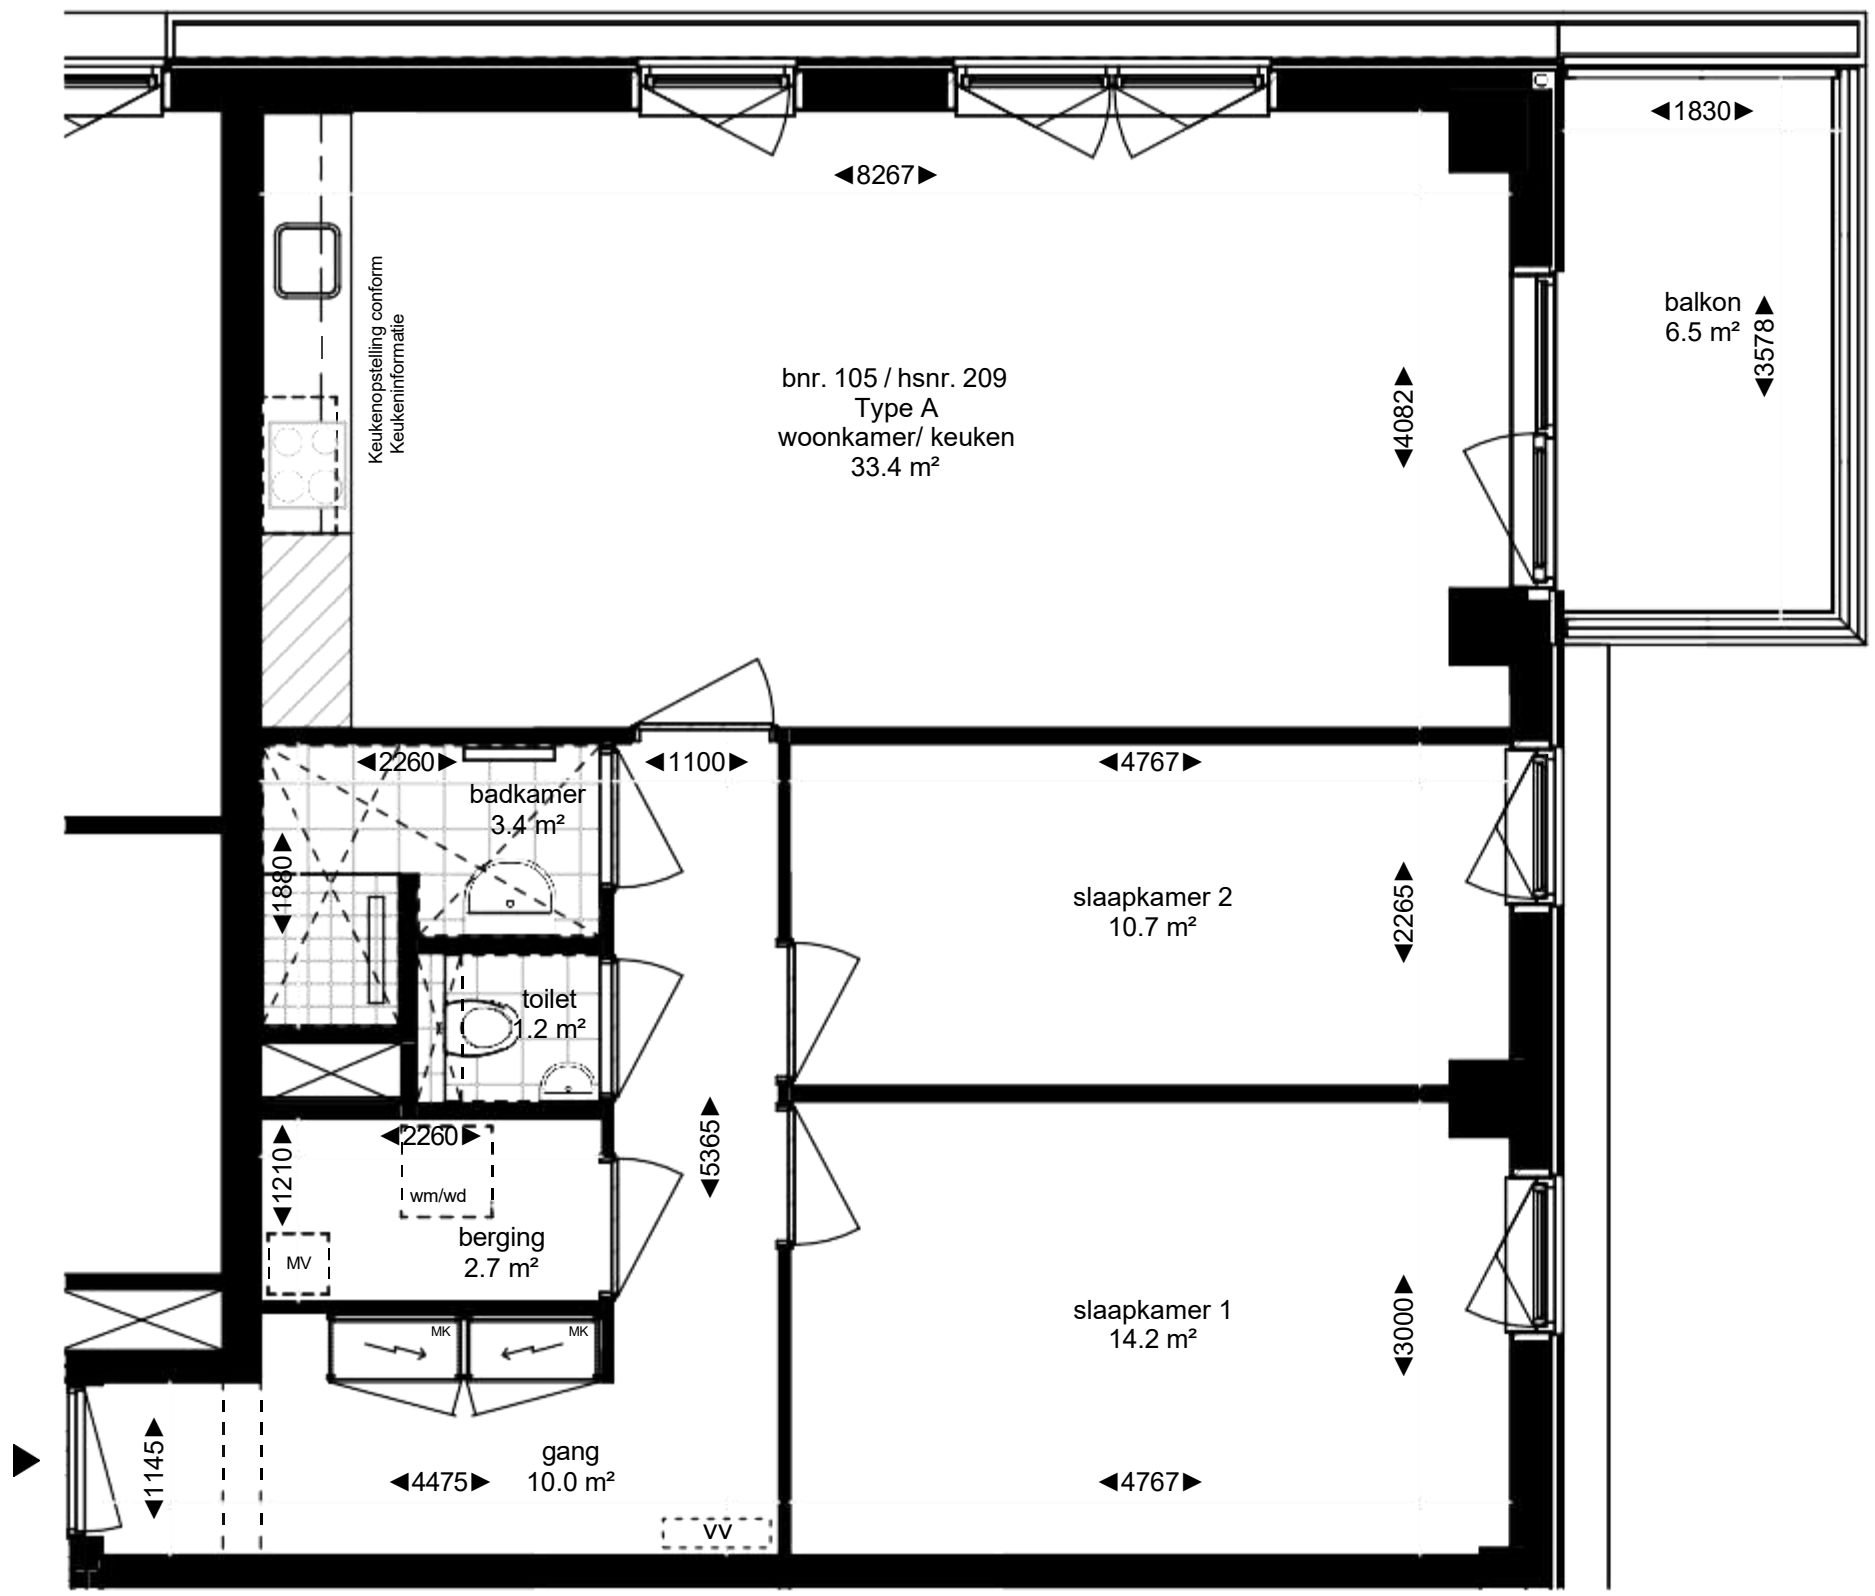 ◄1830►
◄8267►
balkon
6.5 m²
◄3578►
Keukenopstelling conform
Keukeninformatie
bnr. 105 / hsnr. 209
Type A
woonkamer/ keuken
33.4 m²
◄4082►
◄2260►
◄1100►
◄4767►
badkamer
3.4 m²
◄1880►
slaapkamer 2
10.7 m²
◄2265►
toilet
1.2 m²
◄2260►
◄1210►
◄5365►
wm/wd
berging
2.7 m²
MV
slaapkamer 1
14.2 m²
◄3000►
MK
MK
◄1145►
gang
10.0 m²
◄4475►
◄4767►
VV